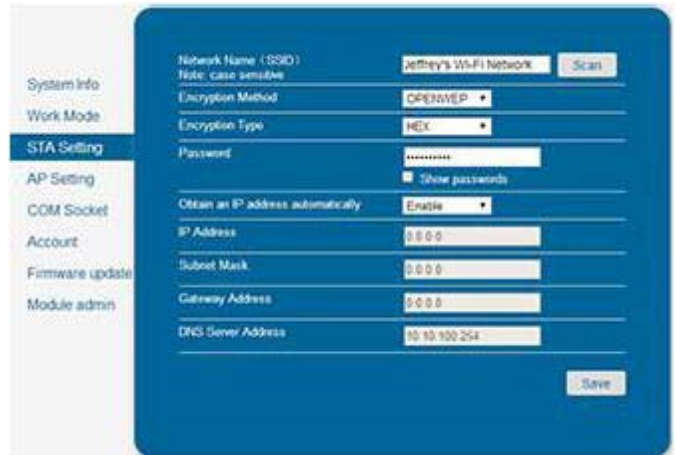 System Info
Work Mode
STA Setting
AP Setting
COM Socket
Account
Firmware update
Module admin
Network Name (SSID)
Note: case sensitive
Jeffrey's Wi-Fi Network Scan
Encryption Method OPENWEP
Encryption Type HEX
Password ••••••••••
Show passwords
Obtain an IP address automatically Enable
IP Address 0.0.0.0
Subnet Mask 0.0.0.0
Gateway Address 0.0.0.0
DNS Server Address 10.10.100.254
Save